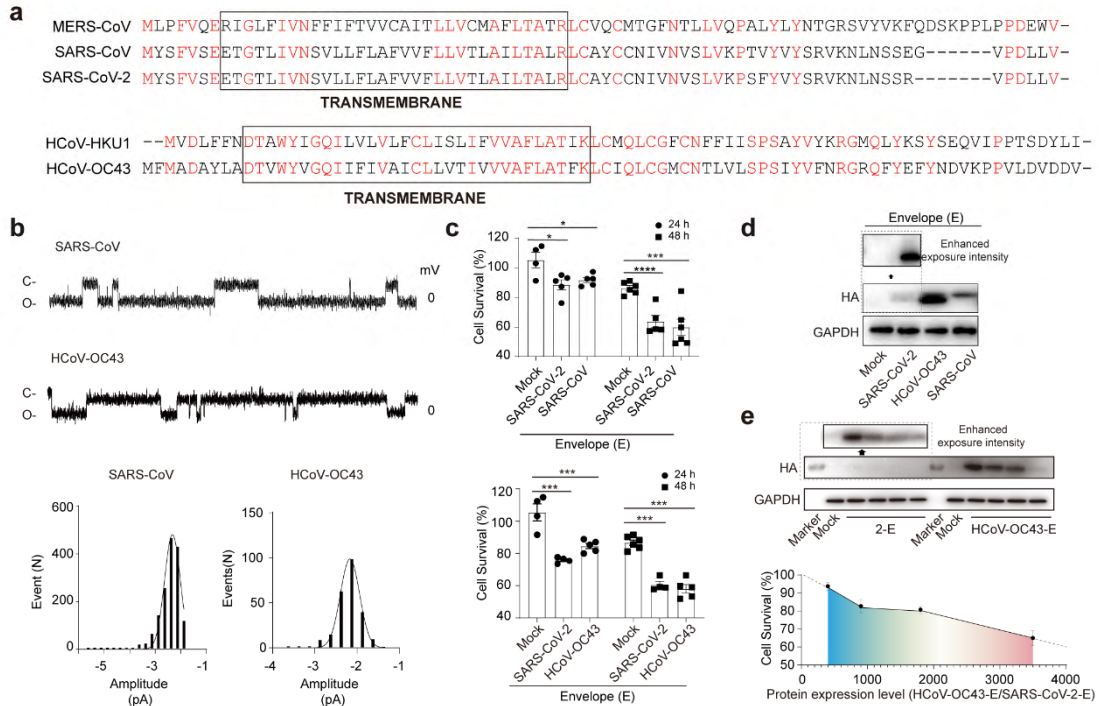 a
MERS-CoV MLPFVQERIGLFIVNFFIFTVVCAITLLVCMAFLTATRLCVQCMTGFNTLLVQPALYLYNTGRSVYVKFQDSKPPLPPDEWV-
SARS-CoV MYSFVSEETGTLIVNSVLLFLAFVVFLLVTLAILTALRLCAYCCNIVNVSLVKPTVYVYSRVKNLNSSEG------VPDLLV-
SARS-CoV-2 MYSFVSEETGTLIVNSVLLFLAFVVFLLVTLAILTALRLCAYCCNIVNVSLVKPSFYVYSRVKNLNSSR-------VPDLLV-
TRANSMEMBRANE
HCoV-HKU1 --MVDLFFNDTAWYIGQILVLVLFCLISLIFVVAFLATIKLCMQLCGFCNFFIISPSAYVYKRGMQLYKSYSEQVIPPTSDYLI-
HCoV-OC43 MFMADAYLADTVWYVGQIIFIVAICLLVTIVVVAFLATFKLCIQLCGMCNTLVLSPSIYVFNRGRQFYEFYNDVKPPVLDVDDV-
TRANSMEMBRANE
b
SARS-CoV
mV
C-
O-
0
HCoV-OC43
C-
O-
0
SARS-CoV
Event (N)
600
400
200
0
-5
-3
-1
Amplitude
(pA)
HCoV-OC43
Events(N)
150
100
50
0
-4
-3
-2
-1
Amplitude
(pA)
c
24 h
48 h
*
*
***
****
Cell Survival (%)
120
100
80
60
40
Mock
SARS-CoV-2
SARS-CoV
Mock
SARS-CoV-2
SARS-CoV
Envelope (E)
24 h
48 h
***
***
***
***
Cell Survival (%)
120
100
80
60
40
Mock
SARS-CoV-2
HCoV-OC43
Mock
SARS-CoV-2
HCoV-OC43
Envelope (E)
d
Envelope (E)
Enhanced
exposure intensity
HA
GAPDH
Mock
SARS-CoV-2
HCoV-OC43
SARS-CoV
e
Enhanced
exposure intensity
HA
GAPDH
Marker
Mock
2-E
Marker
Mock
HCoV-OC43-E
Cell Survival (%)
100
90
80
70
60
50
0
1000
2000
3000
4000
Protein expression level (HCoV-OC43-E/SARS-CoV-2-E)